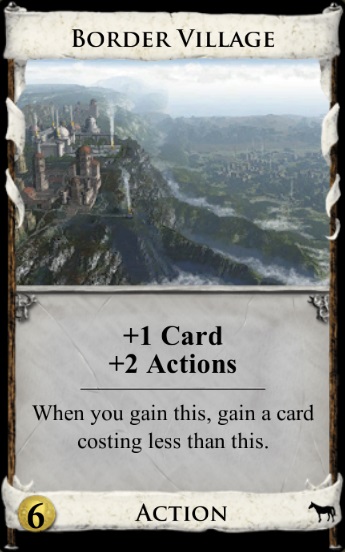 Border Village
+1 Card
+2 Actions
When you gain this, gain a card
costing less than this.
6
Action